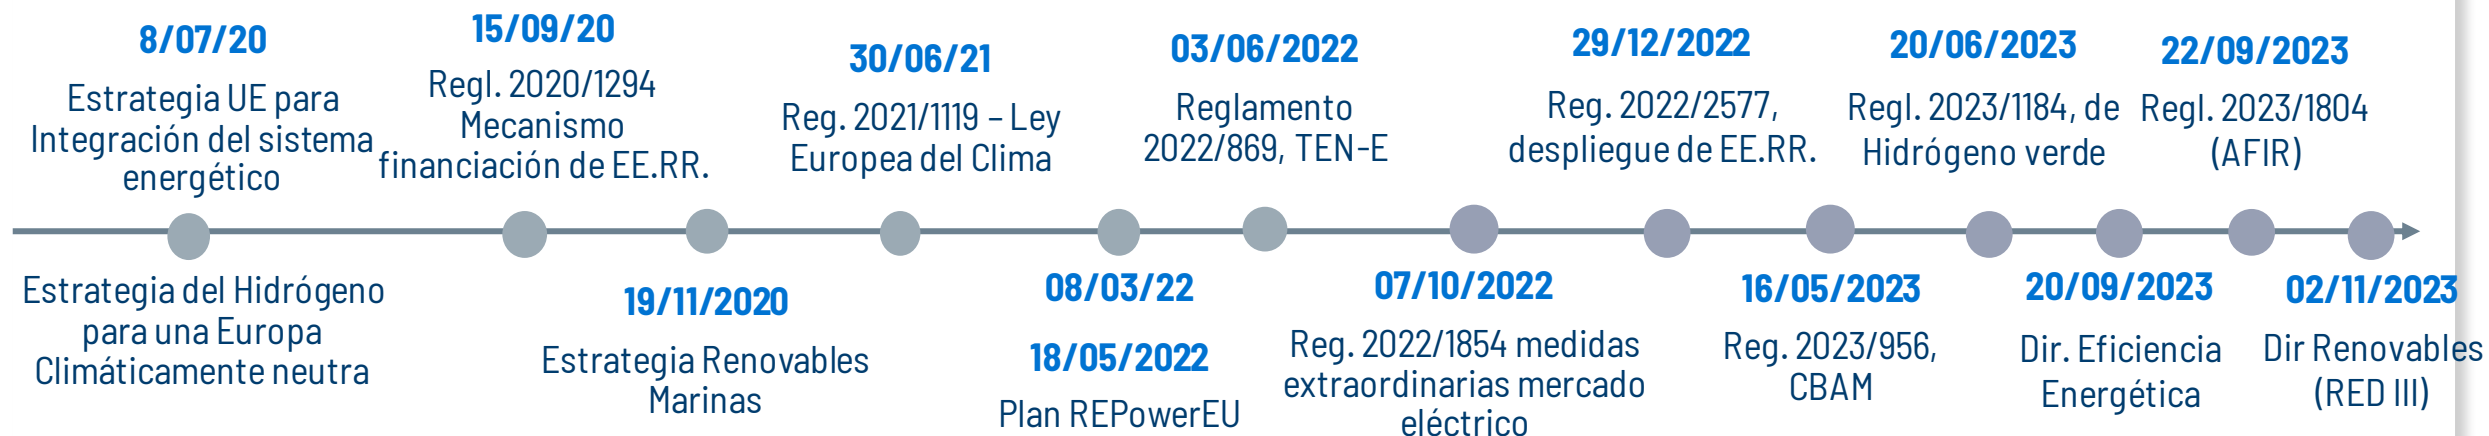 8/07/20
Estrategia UE para
Integración del sistema
energético
Estrategia del Hidrógeno
para una Europa
Climáticamente neutra
15/09/20
Regl. 2020/1294
Mecanismo
financiación de EE.RR.
19/11/2020
Estrategia Renovables
Marinas
30/06/21
Reg. 2021/1119 – Ley
Europea del Clima
08/03/22
18/05/2022
Plan REPowerEU
03/06/2022
Reglamento
2022/869, TEN-E
07/10/2022
Reg. 2022/1854 medidas
extraordinarias mercado
eléctrico
29/12/2022
Reg. 2022/2577,
despliegue de EE.RR.
16/05/2023
Reg. 2023/956,
CBAM
20/06/2023
Regl. 2023/1184, de
Hidrógeno verde
20/09/2023
Dir. Eficiencia
Energética
22/09/2023
Regl. 2023/1804
(AFIR)
02/11/2023
Dir Renovables
(RED III)